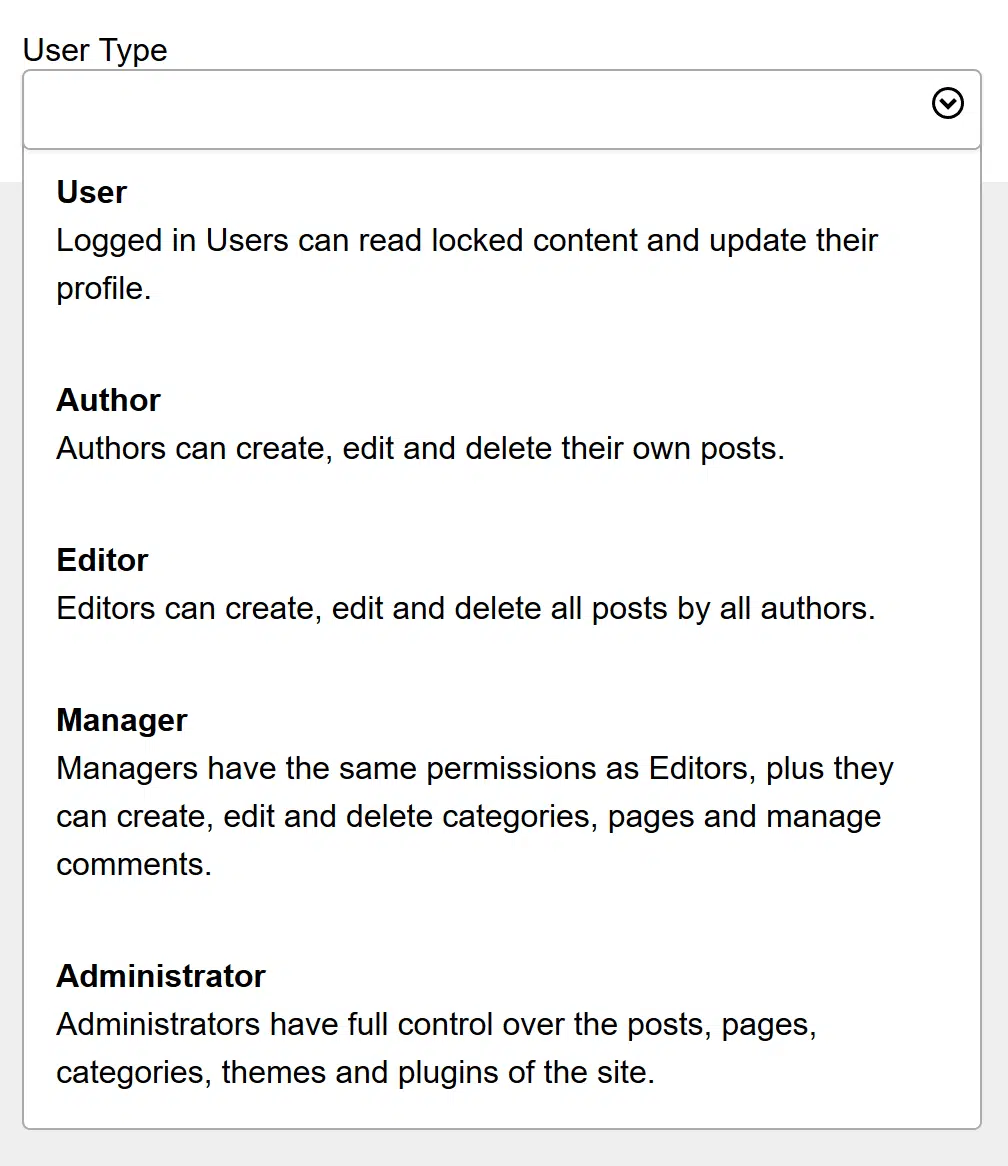 User Type
User
Logged in Users can read locked content and update their
profile.
Author
Authors can create, edit and delete their own posts.
Editor
Editors can create, edit and delete all posts by all authors.
Manager
Managers have the same permissions as Editors, plus they
can create, edit and delete categories, pages and manage
comments.
Administrator
Administrators have full control over the posts, pages,
categories, themes and plugins of the site.